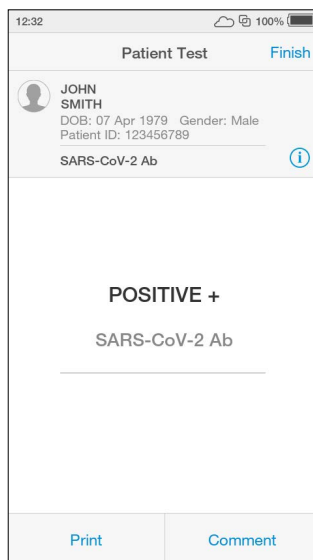 12:32 100%
Patient Test Finish
JOHN
SMITH
DOB: 07 Apr 1979 Gender: Male
Patient ID: 123456789
SARS-CoV-2 Ab i
POSITIVE +
SARS-CoV-2 Ab
Print Comment